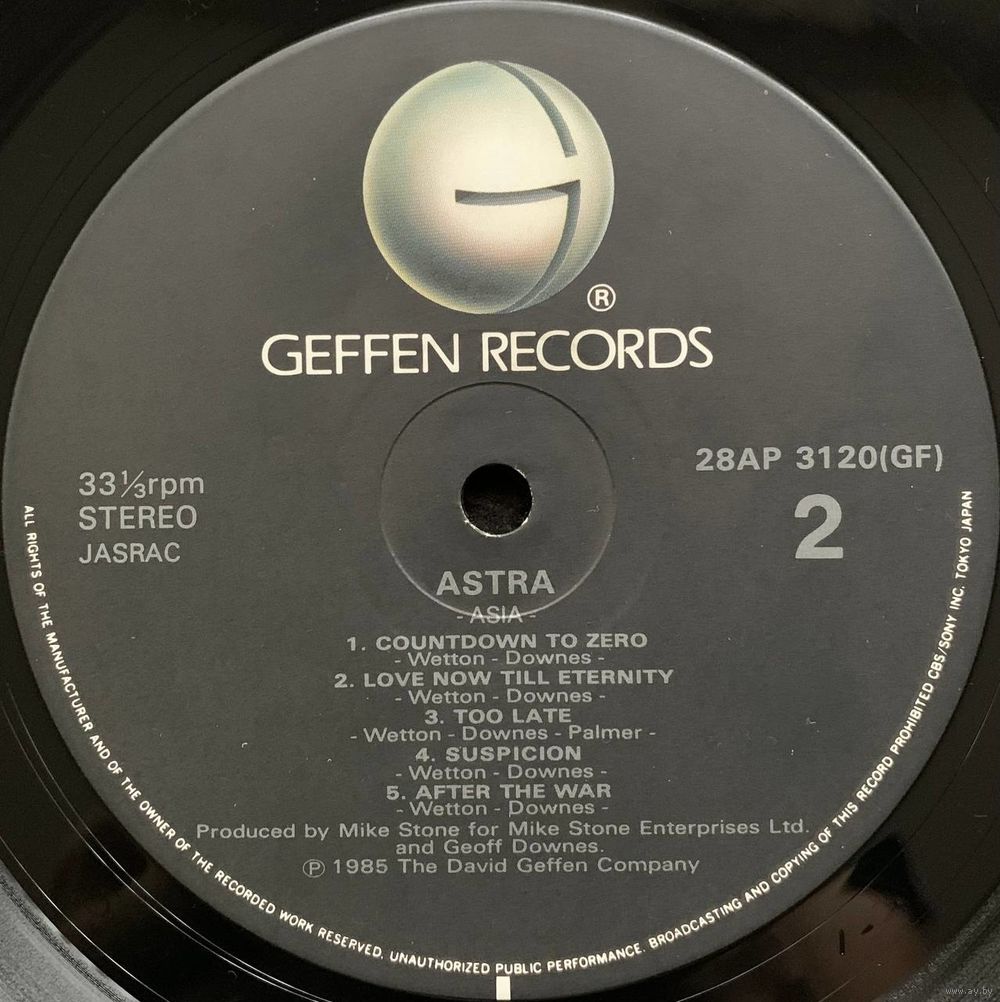 ®
GEFFEN RECORDS
33⅓rpm
STEREO
JASRAC
28AP 3120(GF)
2
ASTRA
- ASIA -
1. COUNTDOWN TO ZERO
- Wetton - Downes -
2. LOVE NOW TILL ETERNITY
- Wetton - Downes -
3. TOO LATE
- Wetton - Downes - Palmer -
4. SUSPICION
- Wetton - Downes -
5. AFTER THE WAR
- Wetton - Downes -
Produced by Mike Stone for Mike Stone Enterprises Ltd.
and Geoff Downes.
℗ 1985 The David Geffen Company
ALL RIGHTS OF THE MANUFACTURER AND OF THE OWNER OF THE RECORDED WORK RESERVED. UNAUTHORIZED PUBLIC PERFORMANCE. BROADCASTING AND COPYING OF THIS RECORD PROHIBITED CBS/SONY INC. TOKYO JAPAN
www.ay.by